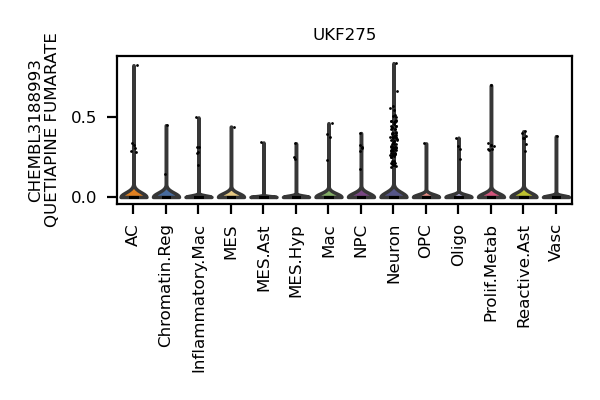 UKF275
CHEMBL3188993
QUETIAPINE FUMARATE
0.5
0.0
AC
Chromatin.Reg
Inflammatory.Mac
MES
MES.Ast
MES.Hyp
Mac
NPC
Neuron
OPC
Oligo
Prolif.Metab
Reactive.Ast
Vasc